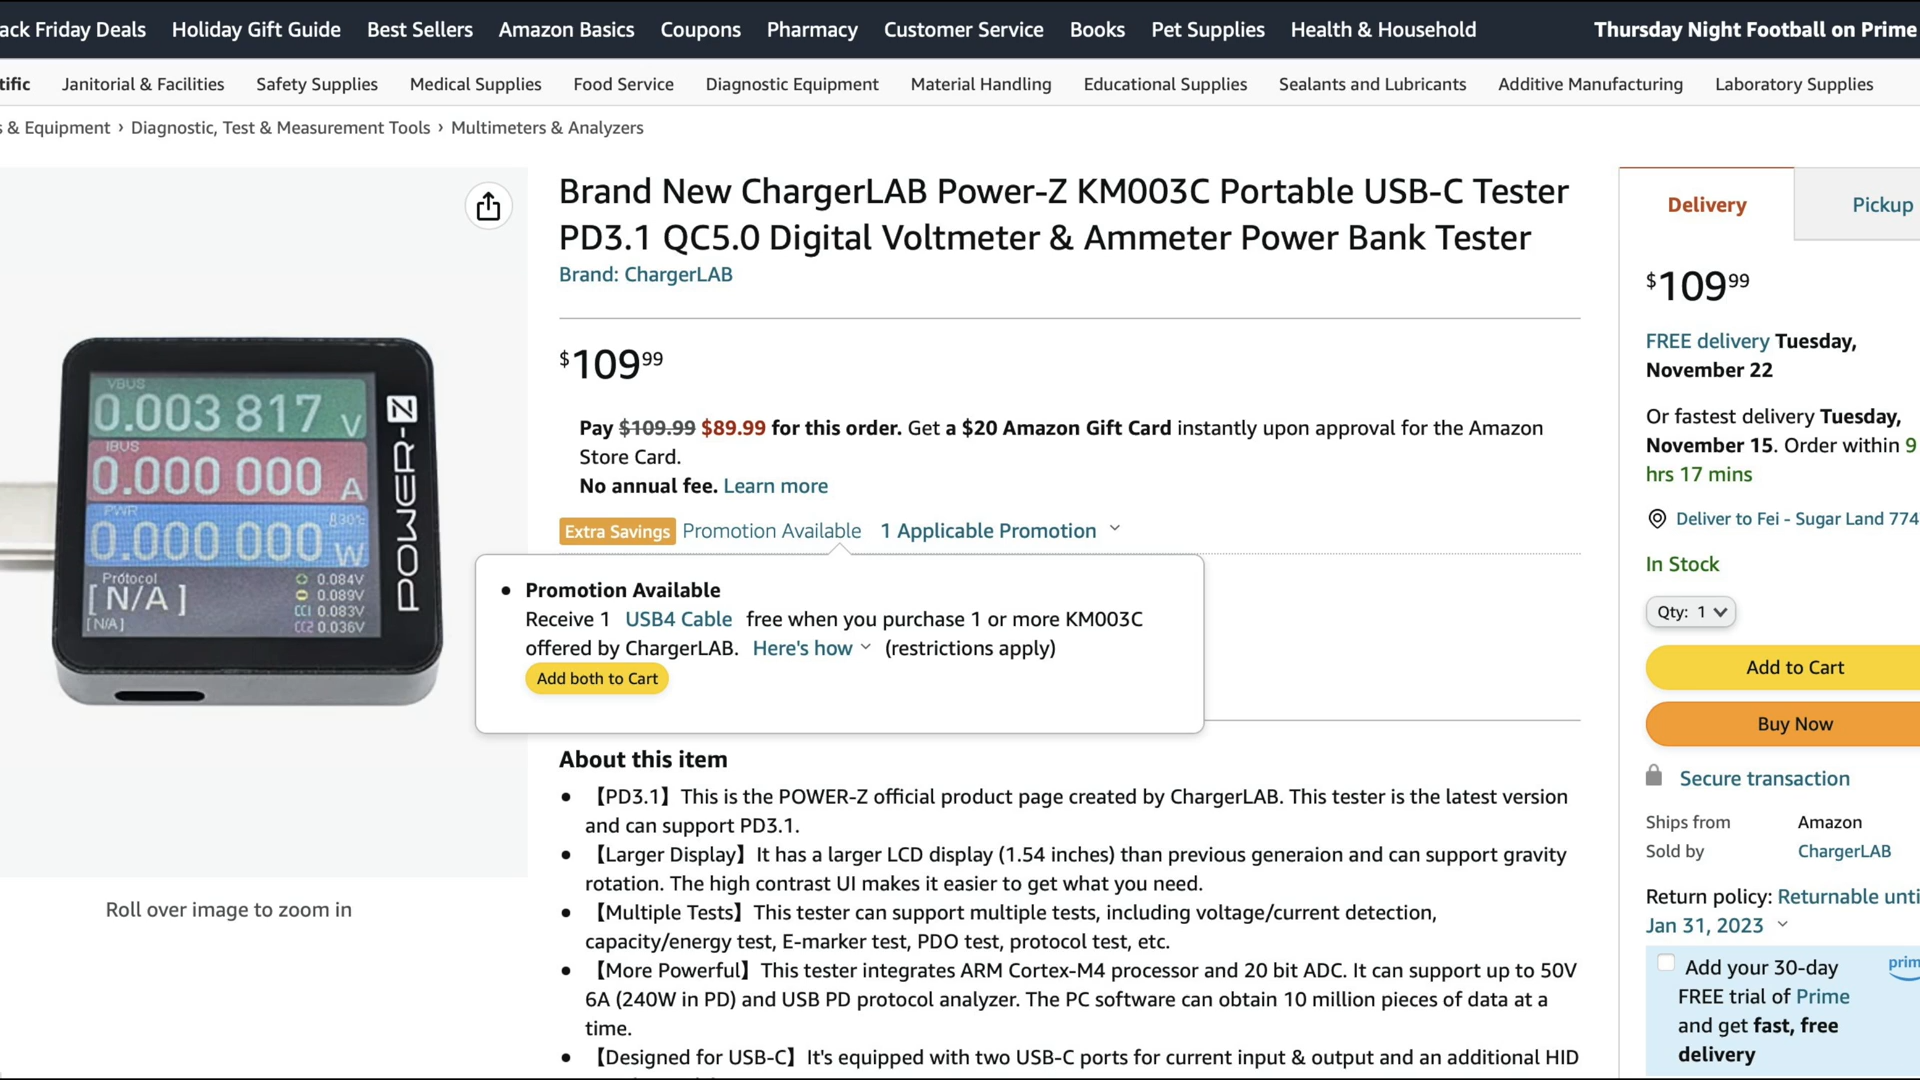 ack Friday Deals Holiday Gift Guide Best Sellers Amazon Basics Coupons Pharmacy Customer Service Books Pet Supplies Health & Household Thursday Night Football on Prime
tific Janitorial & Facilities Safety Supplies Medical Supplies Food Service Diagnostic Equipment Material Handling Educational Supplies Sealants and Lubricants Additive Manufacturing Laboratory Supplies
s & Equipment › Diagnostic, Test & Measurement Tools › Multimeters & Analyzers
VBUS
0.003 817 V
IBUS
0.000 000 A
PWR
30°C
0.000 000 W
Protocol
[N/A]
[N/A]
0.084V
0.089V
CC1 0.083V
CC2 0.036V
POWER-Z
Roll over image to zoom in
Brand New ChargerLAB Power-Z KM003C Portable USB-C Tester
PD3.1 QC5.0 Digital Voltmeter & Ammeter Power Bank Tester
Brand: ChargerLAB
$109.99
Pay $109.99 $89.99 for this order. Get a $20 Amazon Gift Card instantly upon approval for the Amazon
Store Card.
No annual fee. Learn more
Extra Savings Promotion Available 1 Applicable Promotion
• Promotion Available
Receive 1 USB4 Cable free when you purchase 1 or more KM003C
offered by ChargerLAB. Here's how (restrictions apply)
Add both to Cart
About this item
• 【PD3.1】This is the POWER-Z official product page created by ChargerLAB. This tester is the latest version
and can support PD3.1.
• 【Larger Display】It has a larger LCD display (1.54 inches) than previous generaion and can support gravity
rotation. The high contrast UI makes it easier to get what you need.
• 【Multiple Tests】This tester can support multiple tests, including voltage/current detection,
capacity/energy test, E-marker test, PDO test, protocol test, etc.
• 【More Powerful】This tester integrates ARM Cortex-M4 processor and 20 bit ADC. It can support up to 50V
6A (240W in PD) and USB PD protocol analyzer. The PC software can obtain 10 million pieces of data at a
time.
• 【Designed for USB-C】It's equipped with two USB-C ports for current input & output and an additional HID
Delivery Pickup
$109.99
FREE delivery Tuesday,
November 22
Or fastest delivery Tuesday,
November 15. Order within 9
hrs 17 mins
Deliver to Fei - Sugar Land 774
In Stock
Qty: 1
Add to Cart
Buy Now
Secure transaction
Ships from Amazon
Sold by ChargerLAB
Return policy: Returnable unti
Jan 31, 2023
Add your 30-day prim
FREE trial of Prime
and get fast, free
delivery